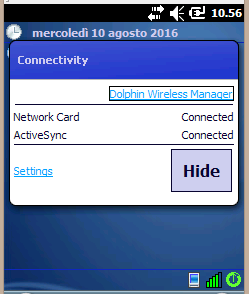 10.56
mercoledì 10 agosto 2016
Connectivity
Dolphin Wireless Manager
Network Card Connected
ActiveSync Connected
Settings Hide